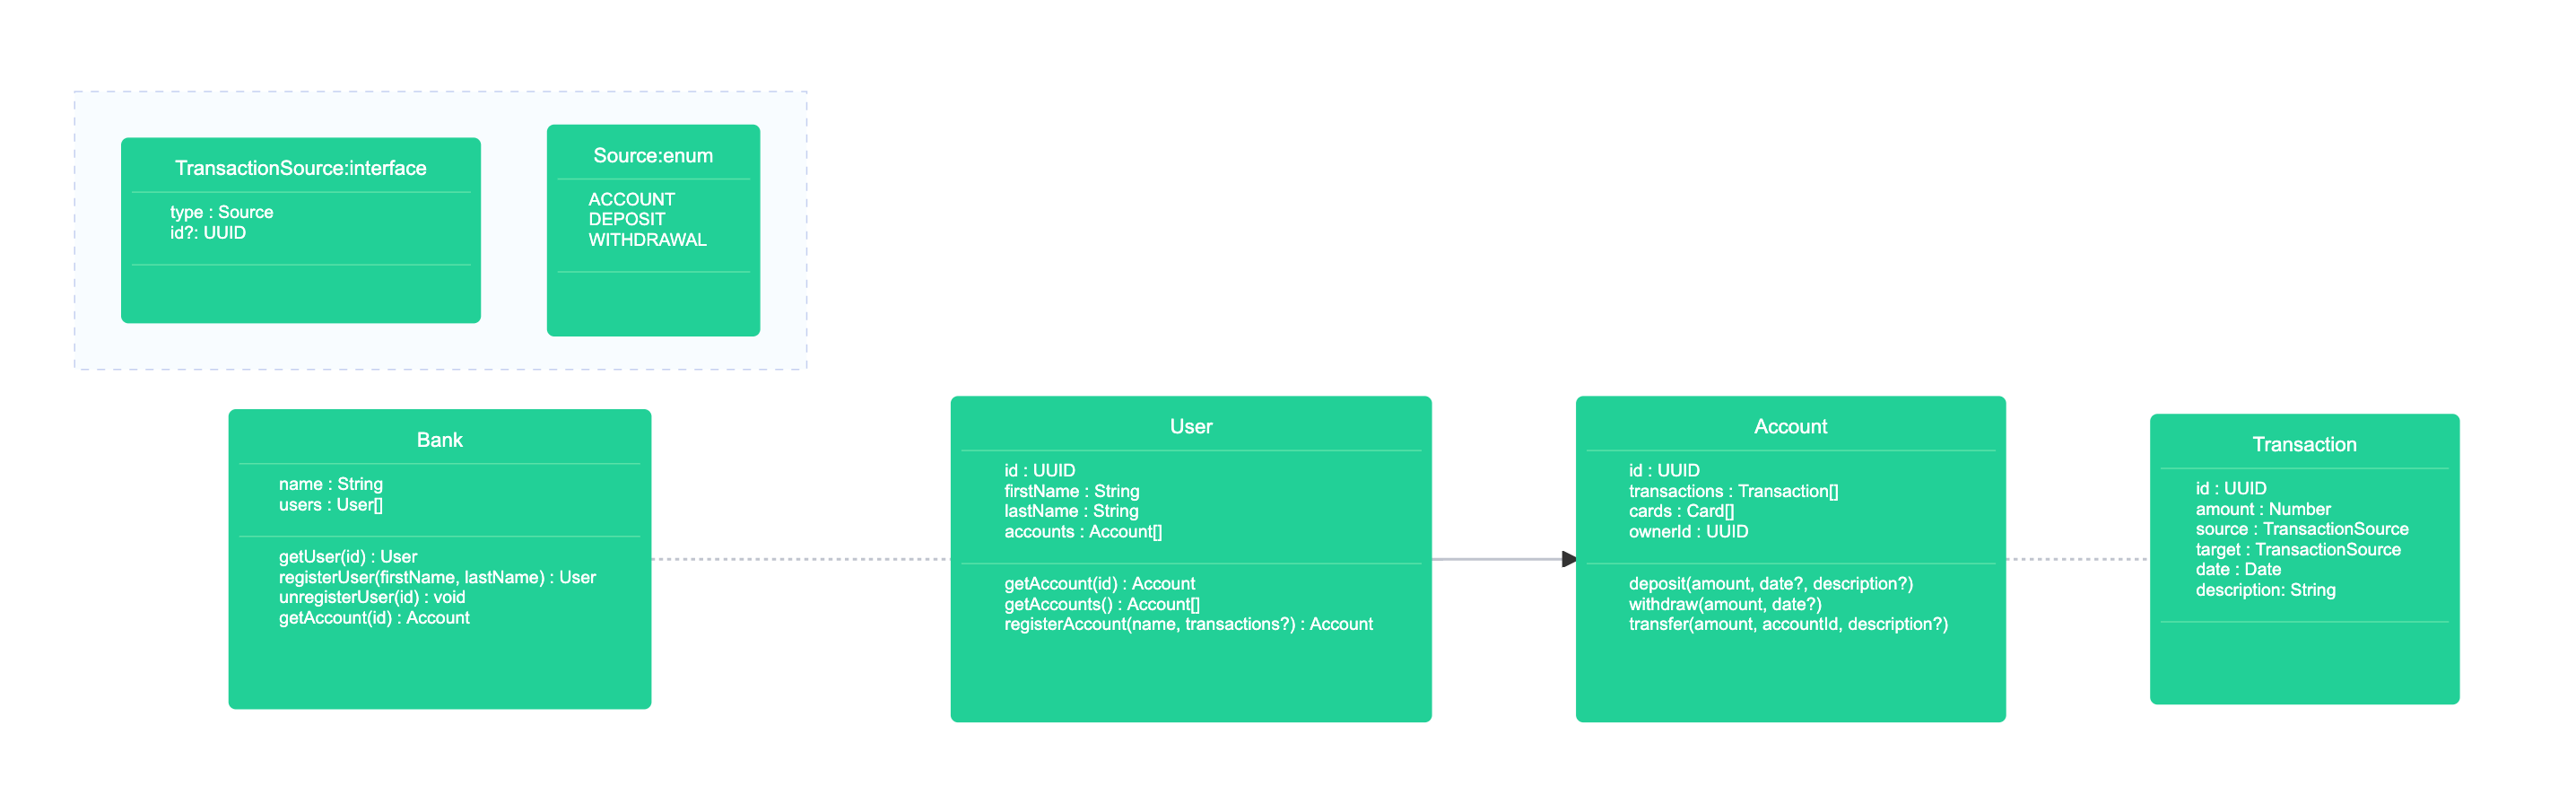 TransactionSource:interface
type : Source
id?: UUID
Source:enum
ACCOUNT
DEPOSIT
WITHDRAWAL
Bank
name : String
users : User[]
getUser(id) : User
registerUser(firstName, lastName) : User
unregisterUser(id) : void
getAccount(id) : Account
User
id : UUID
firstName : String
lastName : String
accounts : Account[]
getAccount(id) : Account
getAccounts() : Account[]
registerAccount(name, transactions?) : Account
Account
id : UUID
transactions : Transaction[]
cards : Card[]
ownerId : UUID
deposit(amount, date?, description?)
withdraw(amount, date?)
transfer(amount, accountId, description?)
Transaction
id : UUID
amount : Number
source : TransactionSource
target : TransactionSource
date : Date
description: String